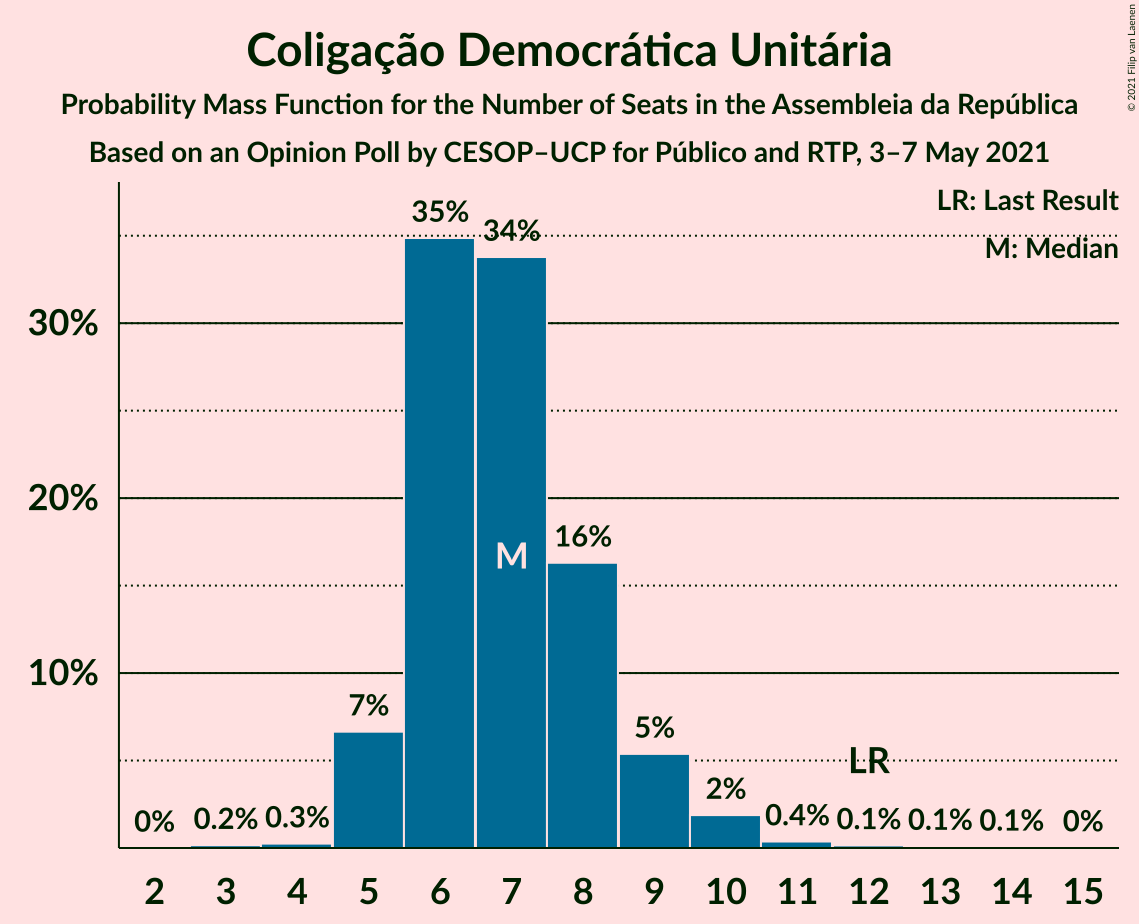 Coligação Democrática Unitária
Probability Mass Function for the Number of Seats in the Assembleia da República
Based on an Opinion Poll by CESOP–UCP for Público and RTP, 3–7 May 2021
© 2021 Filip van Laenen
LR: Last Result
M: Median
30%
20%
10%
0%
0.2%
0.3%
7%
35%
34%
M
16%
5%
2%
0.4%
LR
0.1%
0.1%
0.1%
0%
2 3 4 5 6 7 8 9 10 11 12 13 14 15